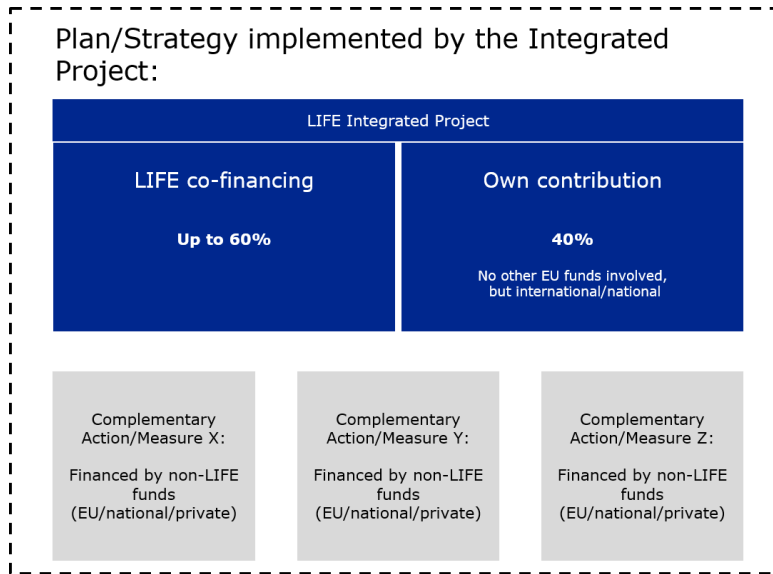 Plan/Strategy implemented by the Integrated
Project:
LIFE Integrated Project
LIFE co-financing
Up to 60%
Own contribution
40%
No other EU funds involved,
but international/national
Complementary
Action/Measure X:
Financed by non-LIFE
funds
(EU/national/private)
Complementary
Action/Measure Y:
Financed by non-LIFE
funds
(EU/national/private)
Complementary
Action/Measure Z:
Financed by non-LIFE
funds
(EU/national/private)